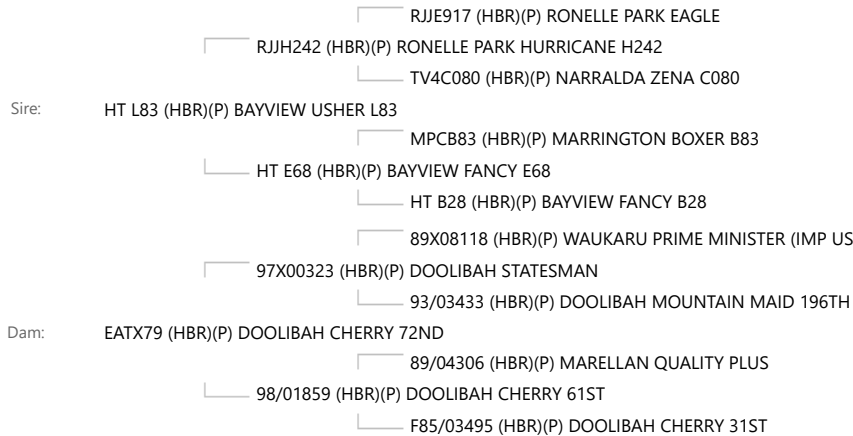 RJJE917 (HBR)(P) RONELLE PARK EAGLE
RJJH242 (HBR)(P) RONELLE PARK HURRICANE H242
TV4C080 (HBR)(P) NARRALDA ZENA C080
Sire: HT L83 (HBR)(P) BAYVIEW USHER L83
MPCB83 (HBR)(P) MARRINGTON BOXER B83
HT E68 (HBR)(P) BAYVIEW FANCY E68
HT B28 (HBR)(P) BAYVIEW FANCY B28
89X08118 (HBR)(P) WAUKARU PRIME MINISTER (IMP US
97X00323 (HBR)(P) DOOLIBAH STATESMAN
93/03433 (HBR)(P) DOOLIBAH MOUNTAIN MAID 196TH
Dam: EATX79 (HBR)(P) DOOLIBAH CHERRY 72ND
89/04306 (HBR)(P) MARELLAN QUALITY PLUS
98/01859 (HBR)(P) DOOLIBAH CHERRY 61ST
F85/03495 (HBR)(P) DOOLIBAH CHERRY 31ST